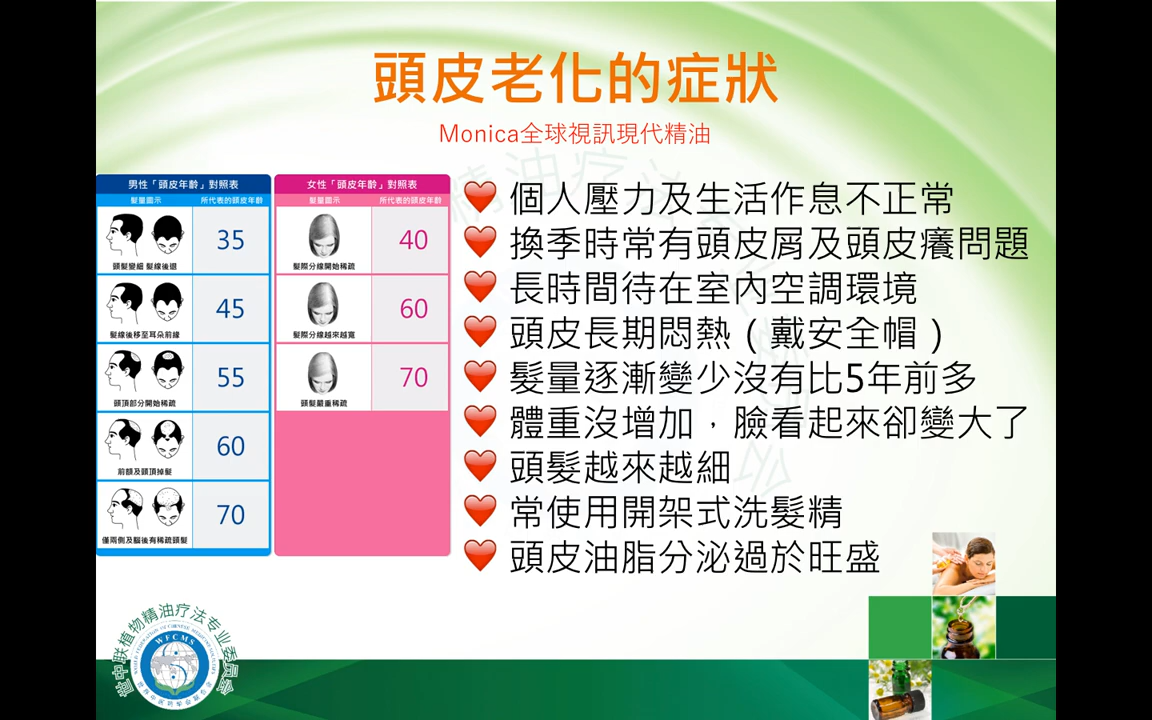 頭皮老化的症狀
Monica全球視訊現代精油
男性「頭皮年齡」對照表
髮量圖示 所代表的頭皮年齡
頭髮變細 髮線後退
35
髮線後移至耳朵前緣
45
頭頂部分開始稀疏
55
前額及頭頂掉髮
60
僅兩側及腦後有稀疏頭髮
70
女性「頭皮年齡」對照表
髮量圖示 所代表的頭皮年齡
髮際分線開始稀疏
40
髮際分線越來越寬
60
頭髮嚴重稀疏
70
個人壓力及生活作息不正常
換季時常有頭皮屑及頭皮癢問題
長時間待在室內空調環境
頭皮長期悶熱(戴安全帽)
髮量逐漸變少沒有比5年前多
體重沒增加,臉看起來卻變大了
頭髮越來越細
常使用開架式洗髮精
頭皮油脂分泌過於旺盛
世中联植物精油疗法专业委员会
WFCMS